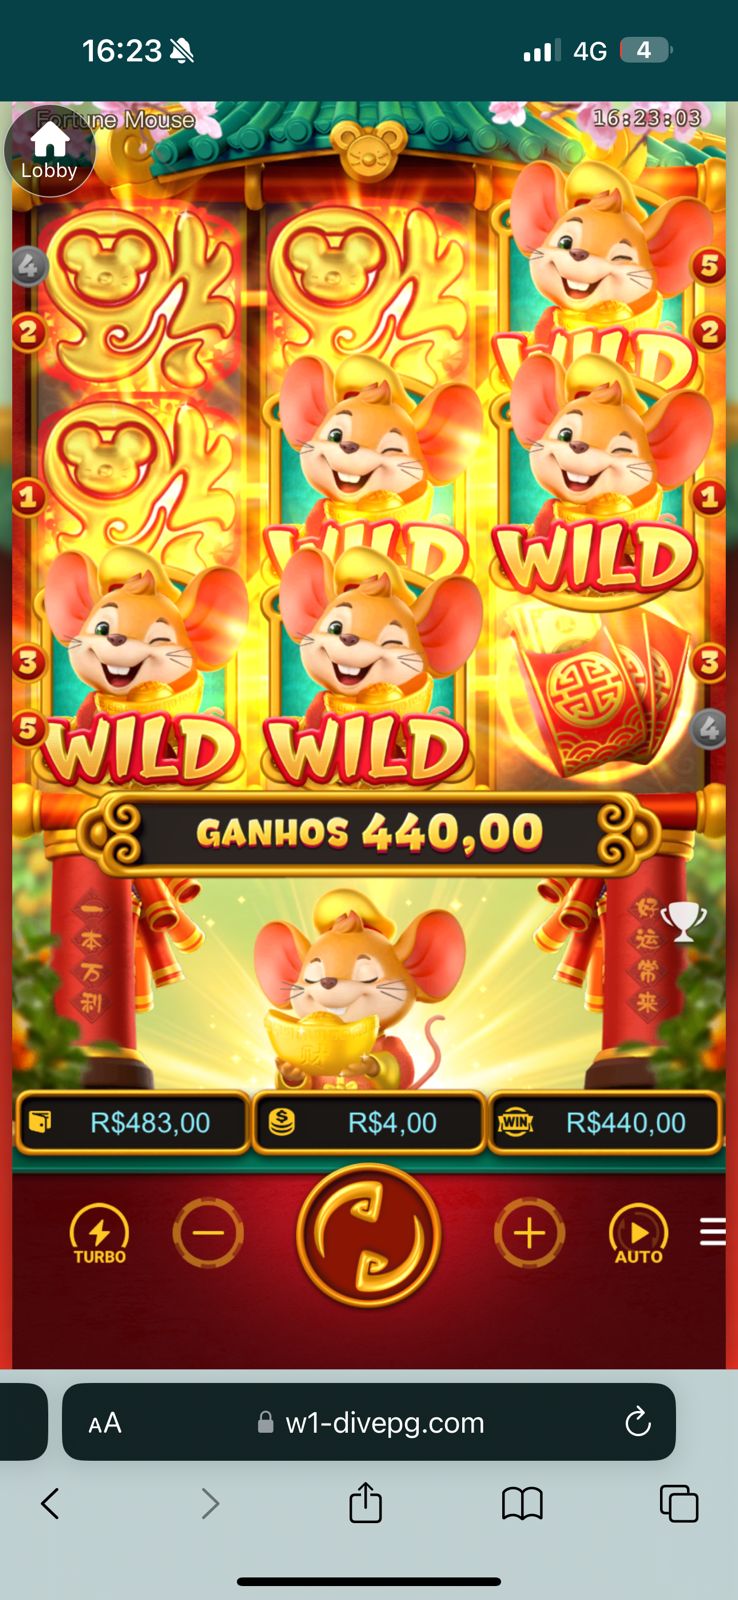 16:23 4G 4
Fortune Mouse 16:23:03
Lobby
WILD
4 5
2 2
WILD
WILD
1 1
WILD
WILD
3 3
5 4
GANHOS 440,00
一本万利
好运常来
财
R$483,00 R$4,00 WIN R$440,00
TURBO AUTO
AA w1-divepg.com